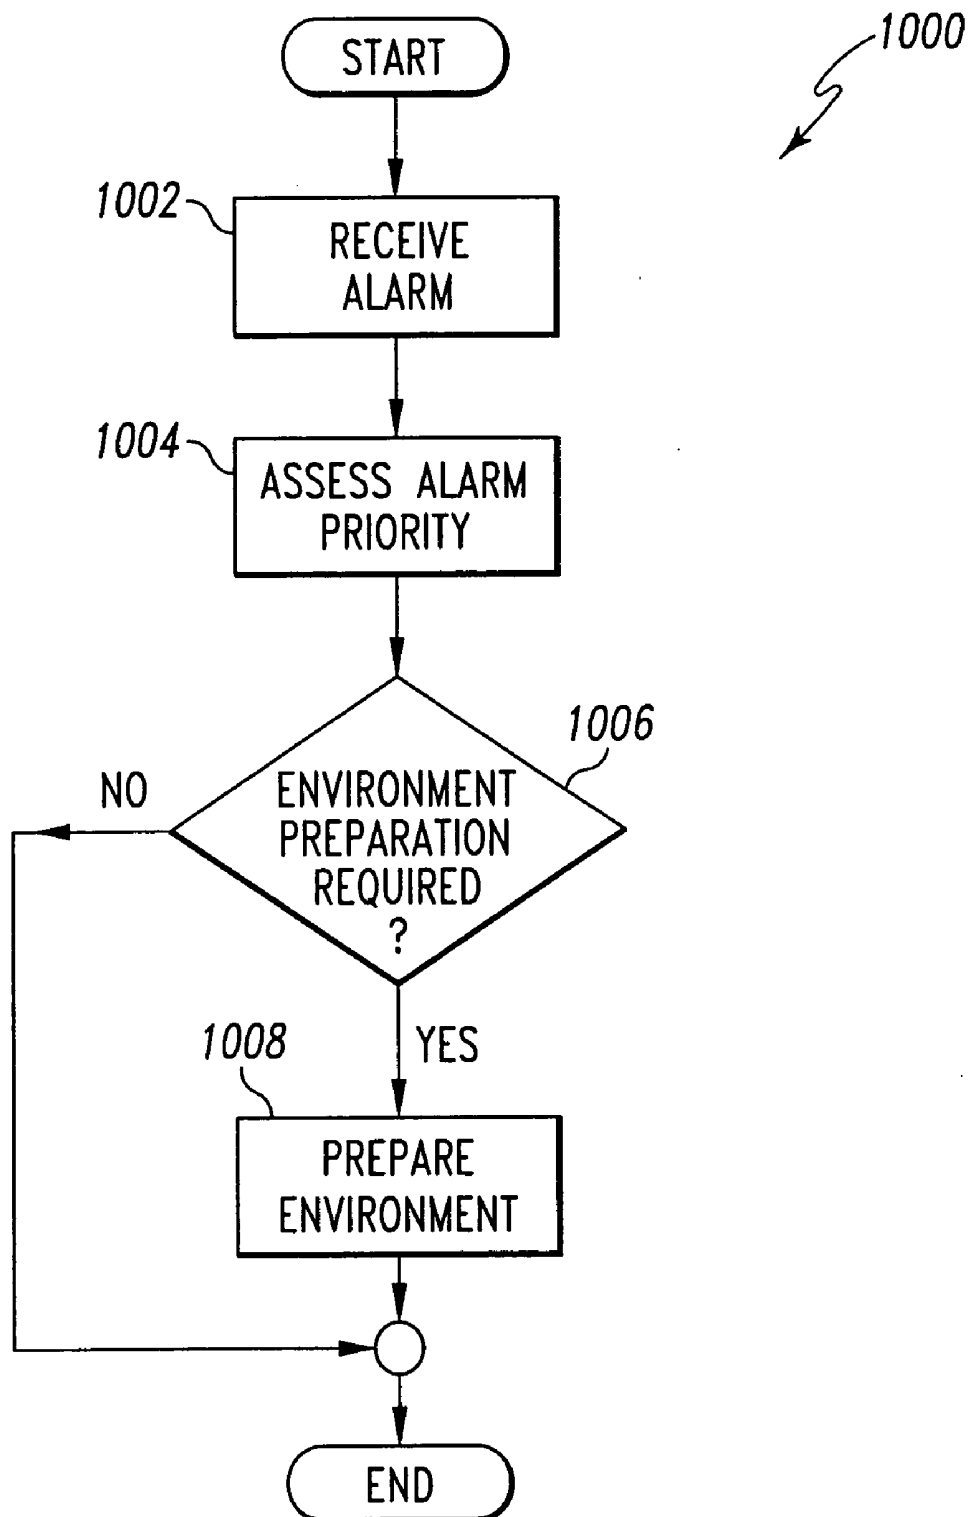 START
1000
1002
RECEIVE
ALARM
1004
ASSESS ALARM
PRIORITY
1006
NO
ENVIRONMENT
PREPARATION
REQUIRED
?
YES
1008
PREPARE
ENVIRONMENT
END